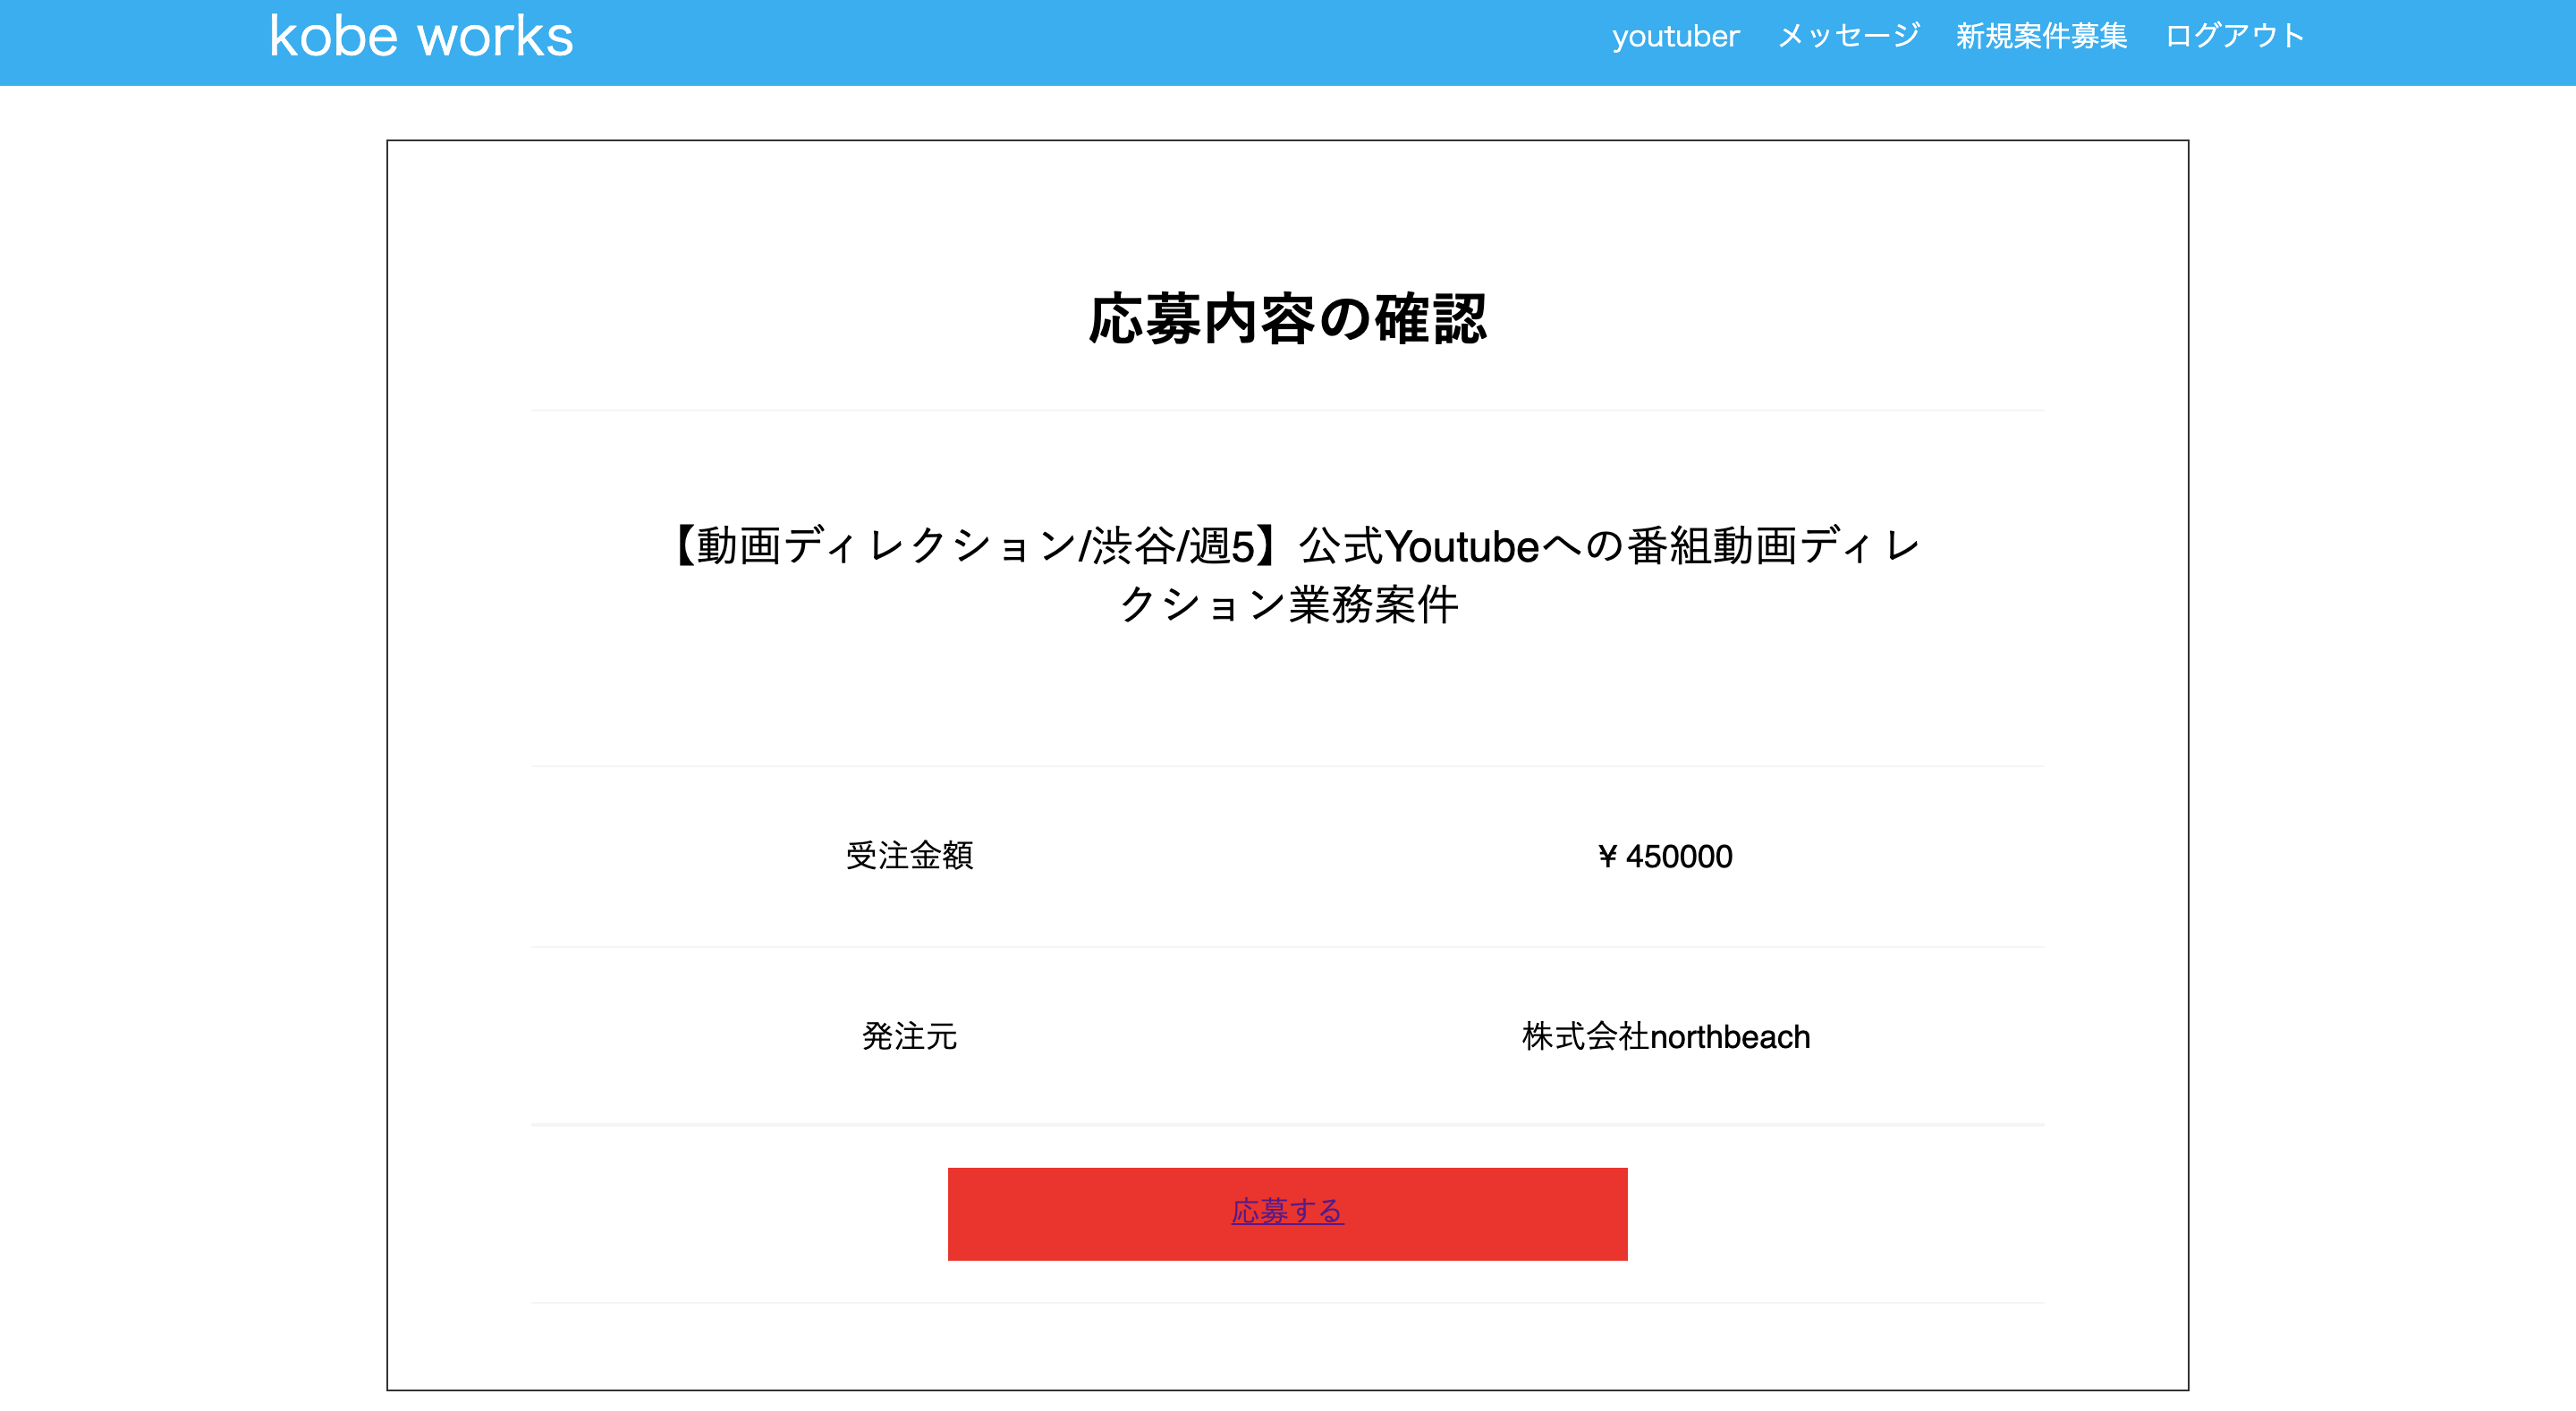 kobe works
youtuber メッセージ 新規案件募集 ログアウト
応募内容の確認
【動画ディレクション/渋谷/週5】公式Youtubeへの番組動画ディレ
クション業務案件
受注金額 ¥ 450000
発注元 株式会社northbeach
応募する